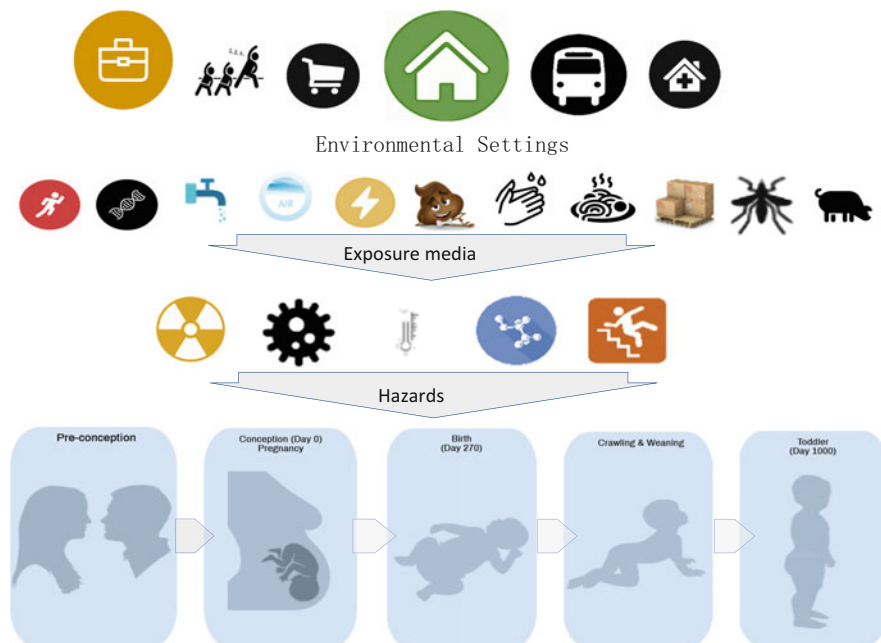 Environmental Settings
AIR
Exposure media
Hazards
Pre-conception
Conception (Day 0)
Pregnancy
Birth
(Day 270)
Crawling & Weaning
Toddler
(Day 1000)